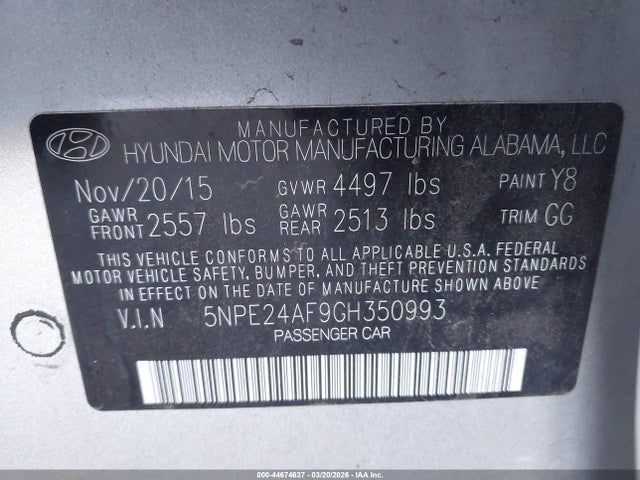 MANUFACTURED BY
HYUNDAI MOTOR MANUFACTURING ALABAMA, LLC
Nov/20/15 GVWR 4497 lbs PAINT Y8
GAWR FRONT 2557 lbs GAWR REAR 2513 lbs TRIM GG
THIS VEHICLE CONFORMS TO ALL APPLICABLE U.S.A. FEDERAL
MOTOR VEHICLE SAFETY, BUMPER, AND THEFT PREVENTION STANDARDS
IN EFFECT ON THE DATE OF MANUFACTURE SHOWN ABOVE.
V.I.N 5NPE24AF9GH350993
PASSENGER CAR
000-44674637 - 03/20/2026 - IAA Inc.